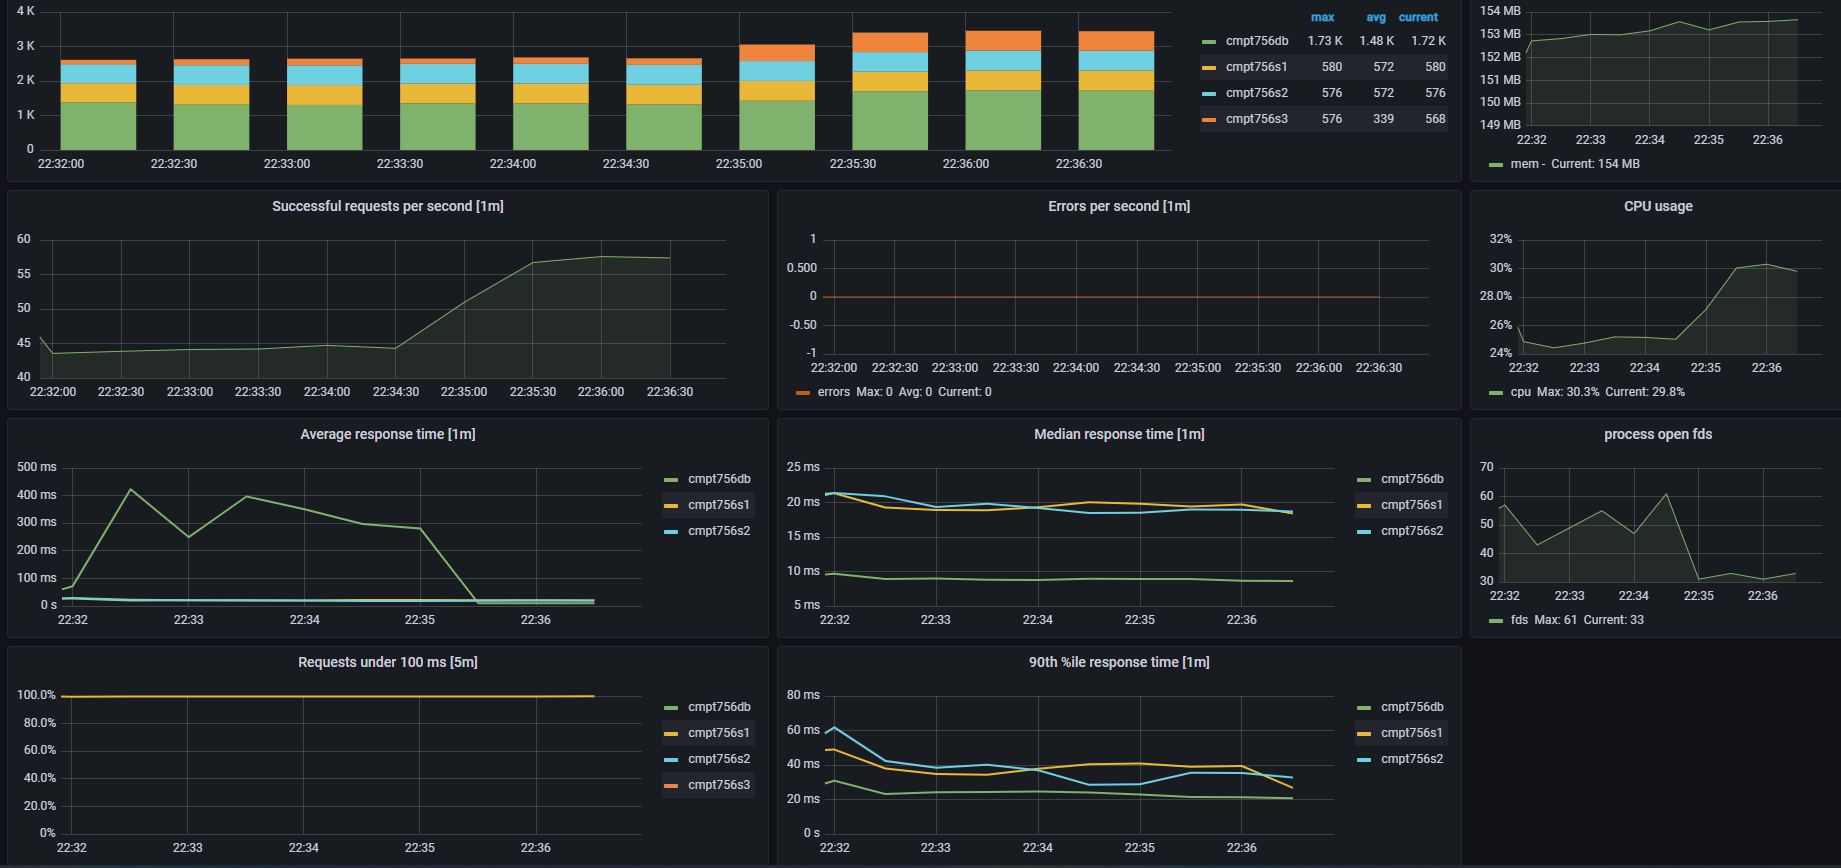 4 K
3 K
2 K
1 K
0
22:32:00 22:32:30 22:33:00 22:33:30 22:34:00 22:34:30 22:35:00 22:35:30 22:36:00 22:36:30
max avg current
cmpt756db 1.73 K 1.48 K 1.72 K
cmpt756s1 580 572 580
cmpt756s2 576 572 576
cmpt756s3 576 339 568
154 MB
153 MB
152 MB
151 MB
150 MB
149 MB
22:32 22:33 22:34 22:35 22:36
mem - Current: 154 MB
Successful requests per second [1m]
60
55
50
45
40
22:32:00 22:32:30 22:33:00 22:33:30 22:34:00 22:34:30 22:35:00 22:35:30 22:36:00 22:36:30
Errors per second [1m]
1
0.500
0
-0.50
-1
22:32:00 22:32:30 22:33:00 22:33:30 22:34:00 22:34:30 22:35:00 22:35:30 22:36:00 22:36:30
errors Max: 0 Avg: 0 Current: 0
CPU usage
32%
30%
28.0%
26%
24%
22:32 22:33 22:34 22:35 22:36
cpu Max: 30.3% Current: 29.8%
Average response time [1m]
500 ms
400 ms
300 ms
200 ms
100 ms
0 s
22:32 22:33 22:34 22:35 22:36
cmpt756db
cmpt756s1
cmpt756s2
Median response time [1m]
25 ms
20 ms
15 ms
10 ms
5 ms
22:32 22:33 22:34 22:35 22:36
cmpt756db
cmpt756s1
cmpt756s2
process open fds
70
60
50
40
30
22:32 22:33 22:34 22:35 22:36
fds Max: 61 Current: 33
Requests under 100 ms [5m]
100.0%
80.0%
60.0%
40.0%
20.0%
0%
22:32 22:33 22:34 22:35 22:36
cmpt756db
cmpt756s1
cmpt756s2
cmpt756s3
90th %ile response time [1m]
80 ms
60 ms
40 ms
20 ms
0 s
22:32 22:33 22:34 22:35 22:36
cmpt756db
cmpt756s1
cmpt756s2